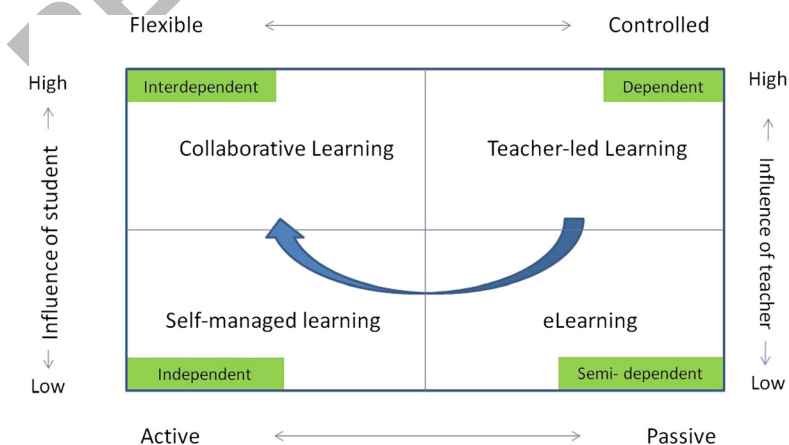 Flexible
Controlled
High
High
Interdependent
Dependent
Collaborative Learning
Teacher-led Learning
Influence of student
Influence of teacher
Self-managed learning
eLearning
Independent
Semi- dependent
Low
Low
Active
Passive